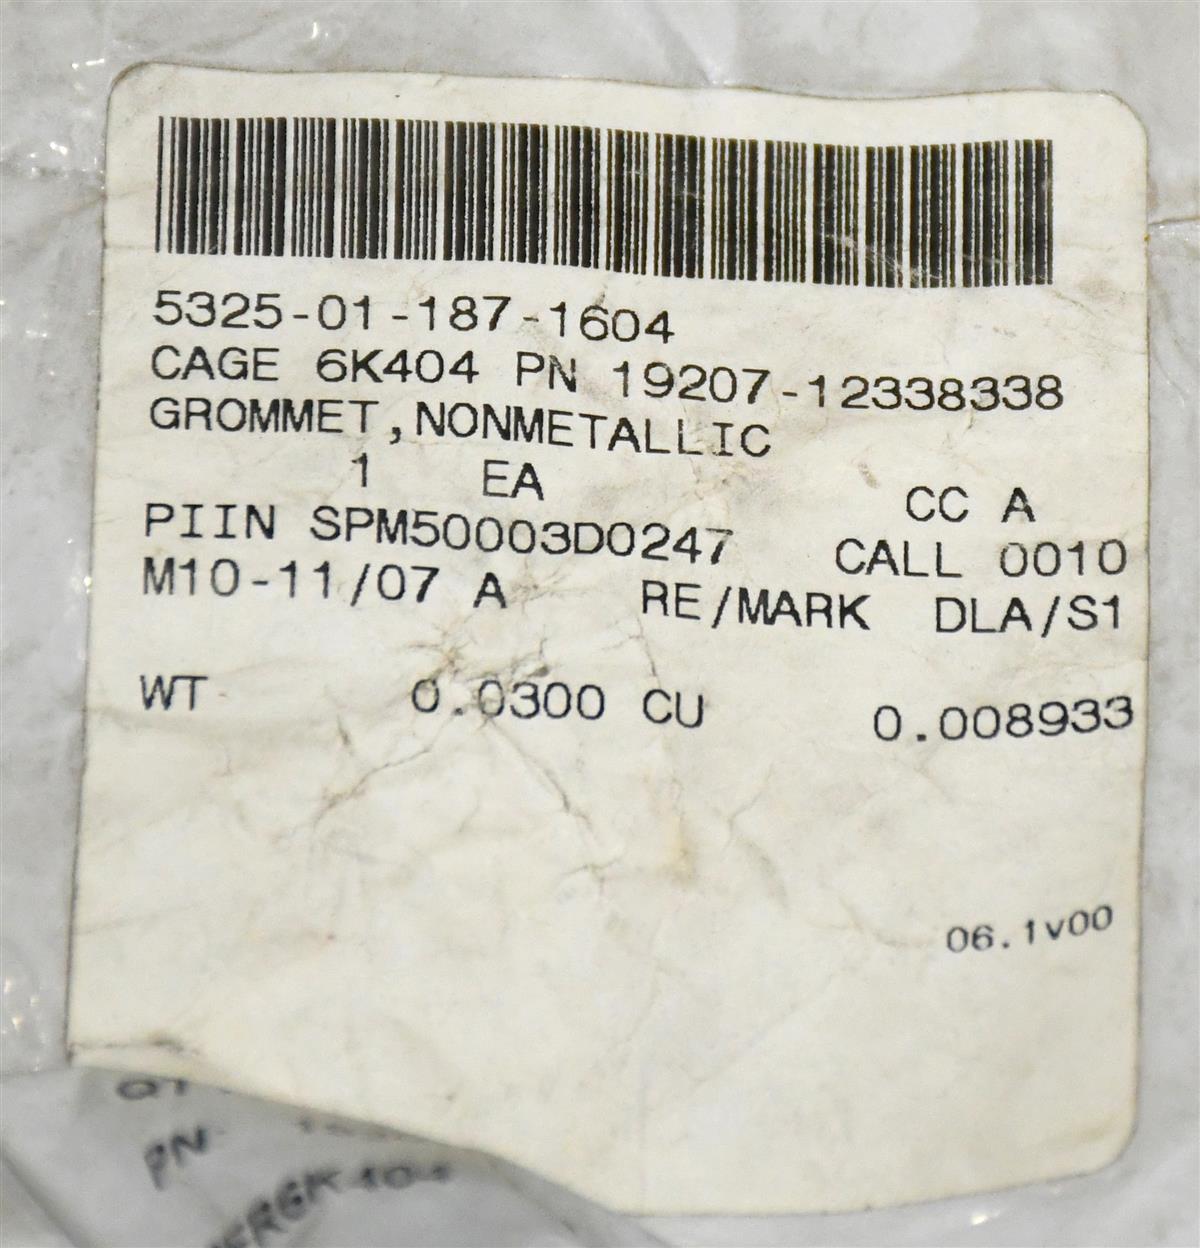 5325-01-187-1604
CAGE 6K404 PN 19207-12338338
GROMMET,NONMETALLIC
1 EA CC A
PIIN SPM50003D0247 CALL 0010
M10-11/07 A RE/MARK DLA/S1
WT 0.0300 CU 0.008933
06.1v00
PN
6K404